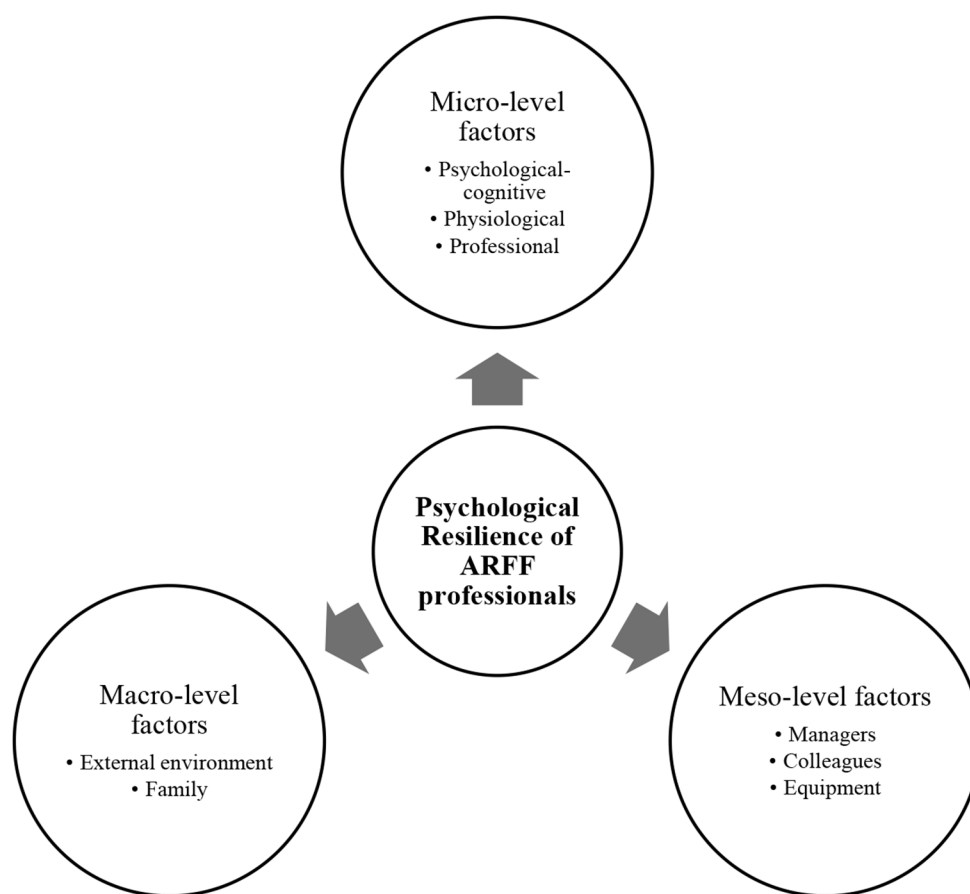 Micro-level
factors
• Psychological-
cognitive
• Physiological
• Professional
Psychological
Resilience of
ARFF
professionals
Macro-level
factors
• External environment
• Family
Meso-level factors
• Managers
• Colleagues
• Equipment